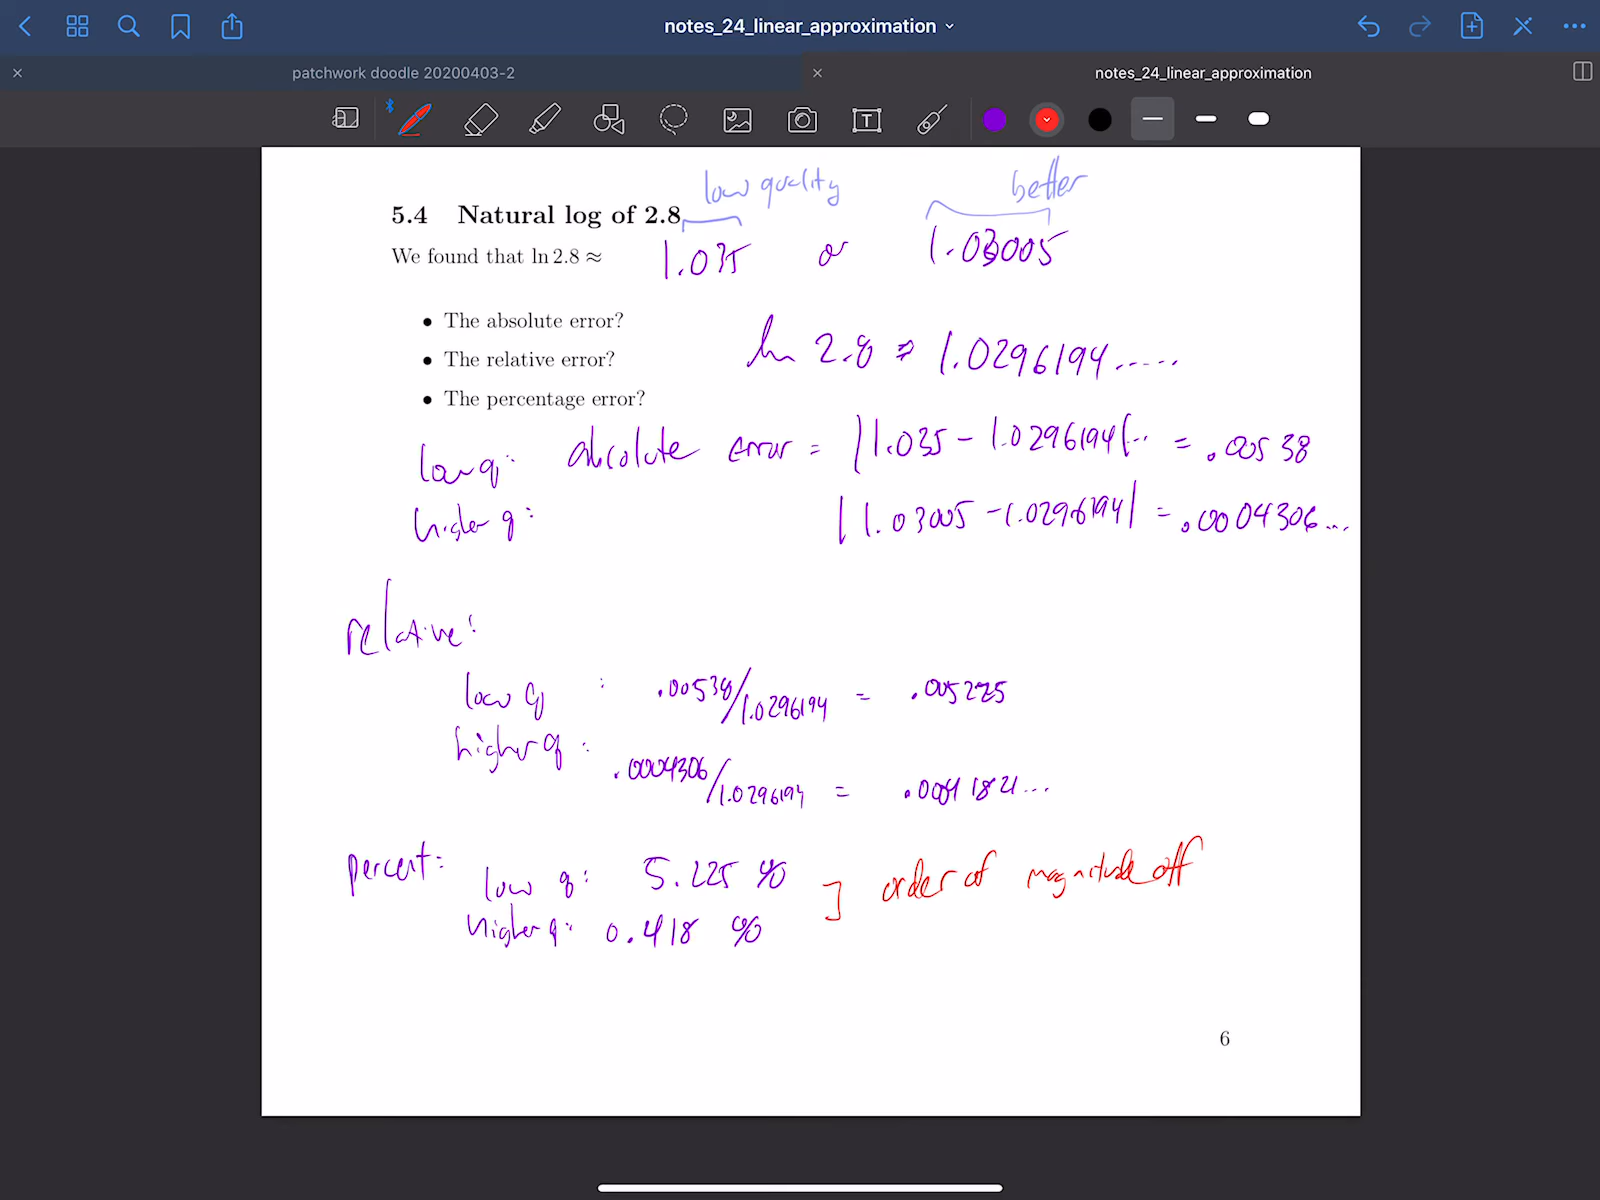 notes_24_linear_approximation
patchwork doodle 20200403-2
notes_24_linear_approximation
T
low quality
better
5.4 Natural log of 2.8
We found that ln 2.8 ≈ 1.035 or 1.03005
• The absolute error?
• The relative error?
• The percentage error?
ln 2.8 ≈ 1.0296194.....
low q: absolute error = |1.035 - 1.0296194|.. = .00538
higher q: |1.03005 - 1.0296194| = .0004306...
relative:
low q : .00538/1.0296194 = .005225
higher q : .0004306/1.0296194 = .0004182...
percent: low q: 5.225 % ] order of magnitude off
higher q: 0.418 %
6